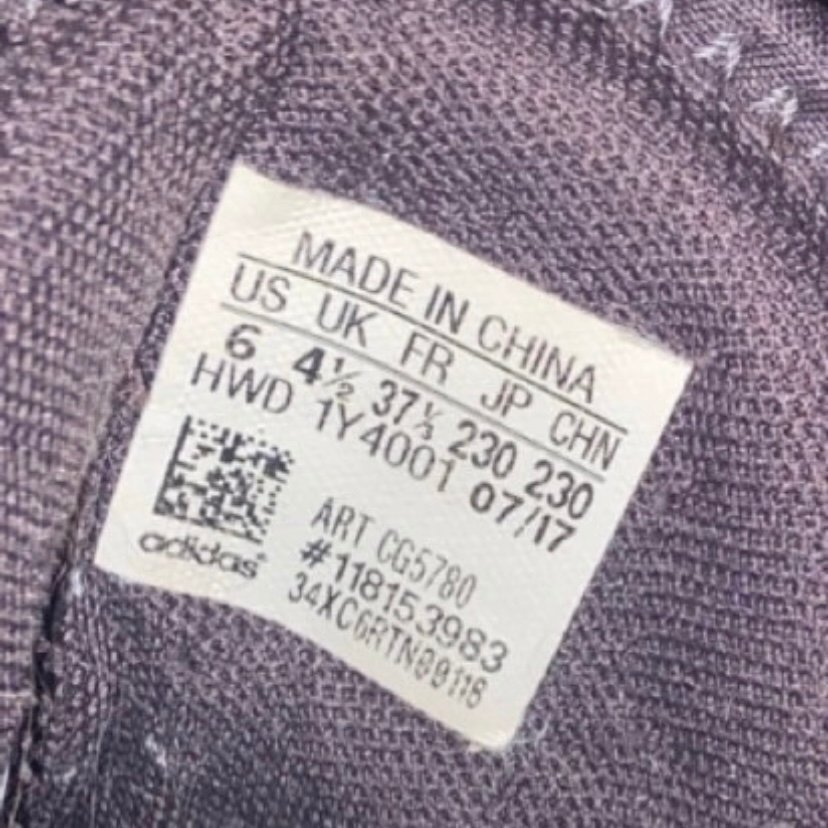 MADE IN CHINA
US UK FR JP CHN
6 4½ 37⅓ 230 230
HWD 1Y4001 07/17
ART CG5780
#118153983
34XC6RTN00116
adidas